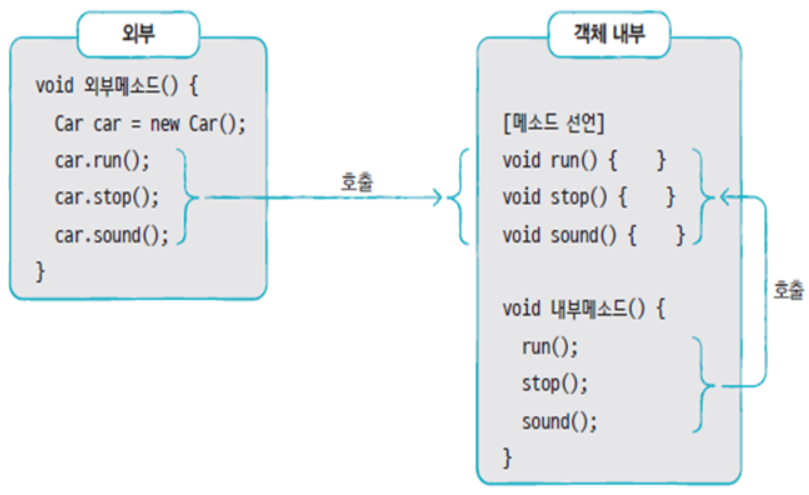 외부
void 외부메소드() {
Car car = new Car();
car.run();
car.stop();
car.sound();
}
호출
객체 내부
[메소드 선언]
void run() { }
void stop() { }
void sound() { }
void 내부메소드() {
run();
stop();
sound();
}
호출